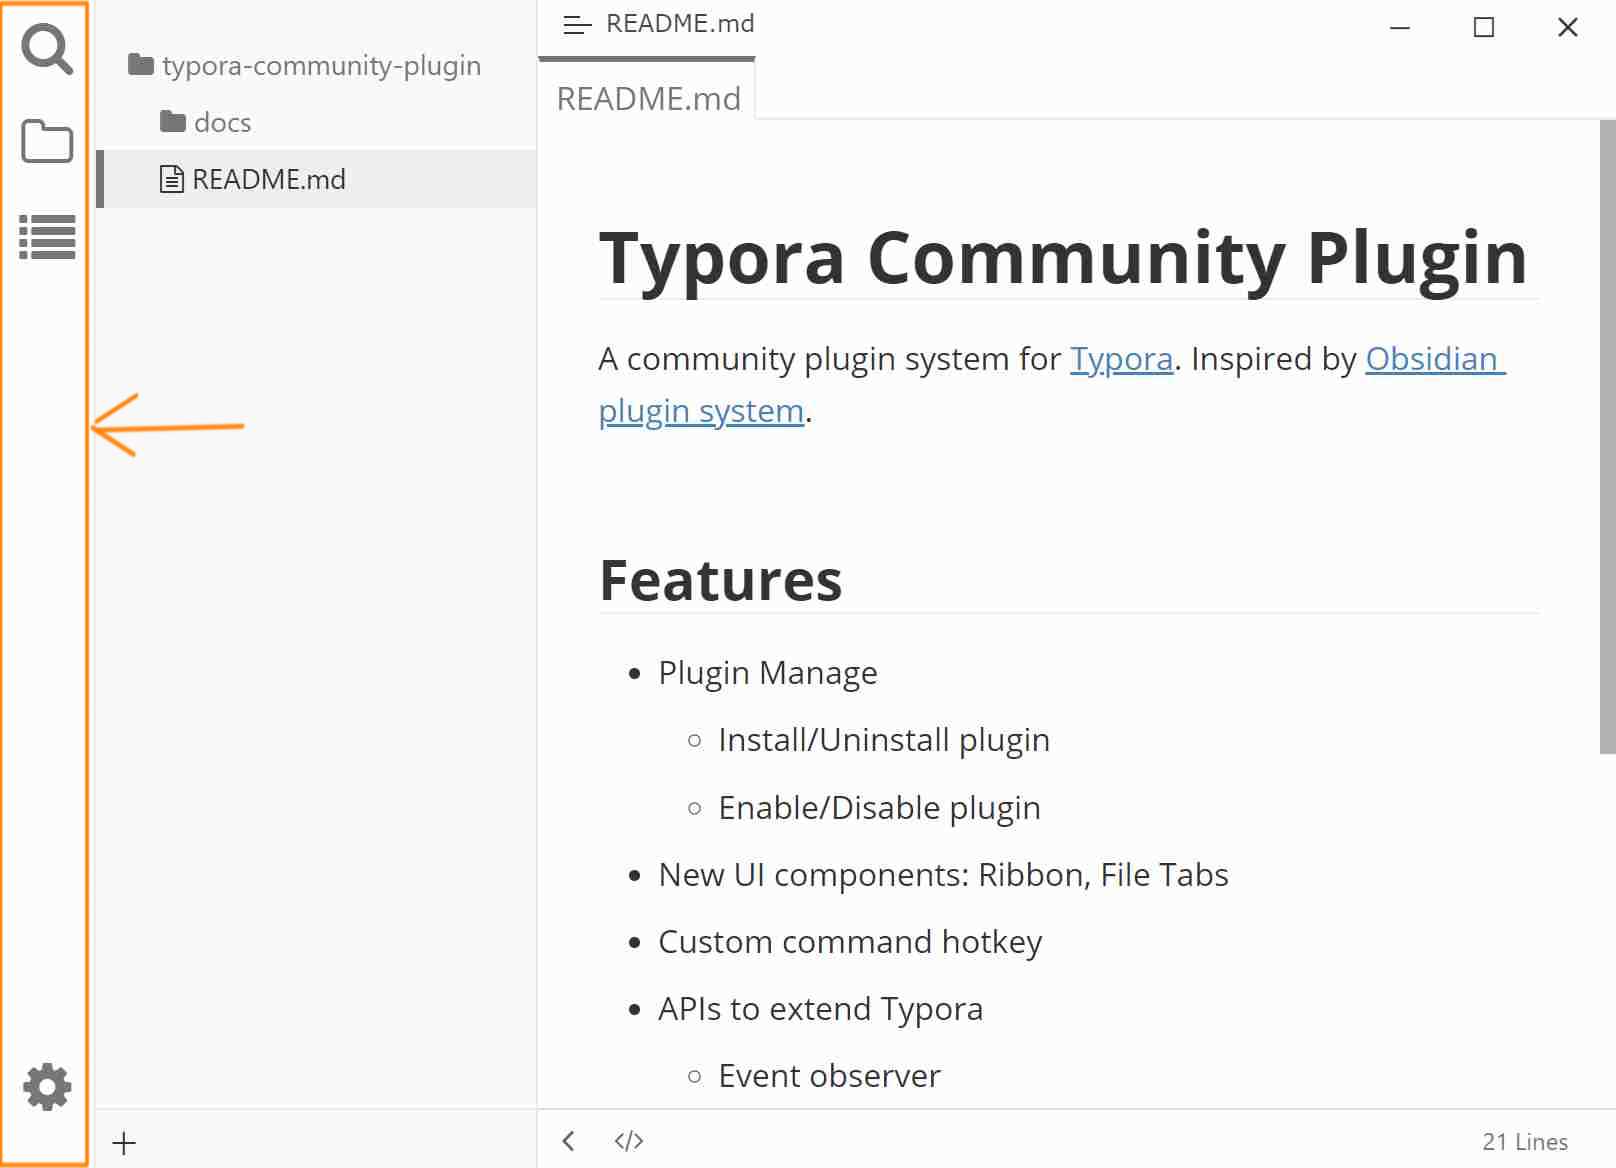 typora-community-plugin
docs
README.md
README.md
README.md
Typora Community Plugin
A community plugin system for Typora. Inspired by Obsidian
plugin system.
Features
Plugin Manage
Install/Uninstall plugin
Enable/Disable plugin
New UI components: Ribbon, File Tabs
Custom command hotkey
APIs to extend Typora
Event observer
21 Lines